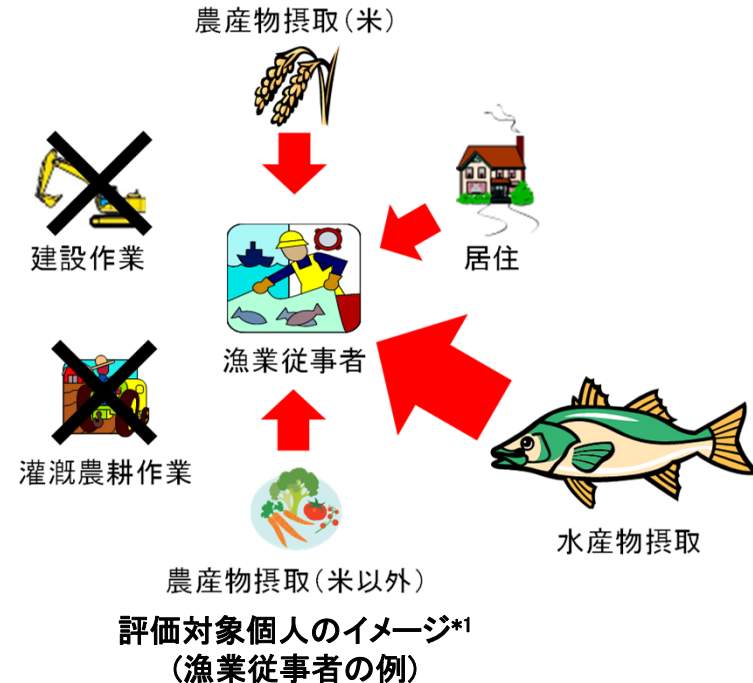 農産物摂取(米)
建設作業
居住
漁業従事者
灌漑農耕作業
水産物摂取
農産物摂取(米以外)
評価対象個人のイメージ*1
(漁業従事者の例)